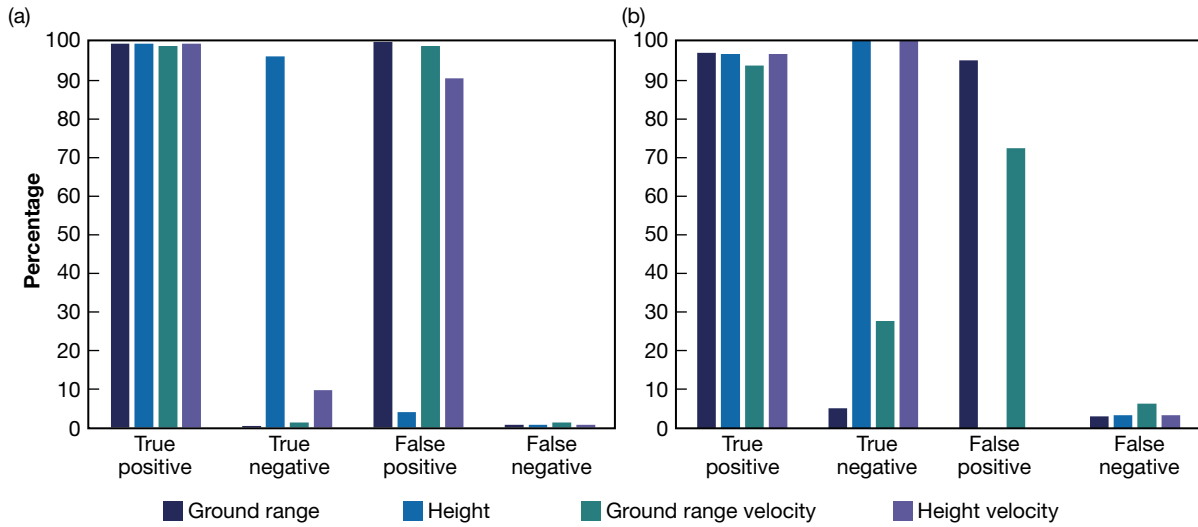 (a)
(b)
Percentage
100
90
80
70
60
50
40
30
20
10
0
True
positive
True
negative
False
positive
False
negative
100
90
80
70
60
50
40
30
20
10
0
True
positive
True
negative
False
positive
False
negative
Ground range
Height
Ground range velocity
Height velocity